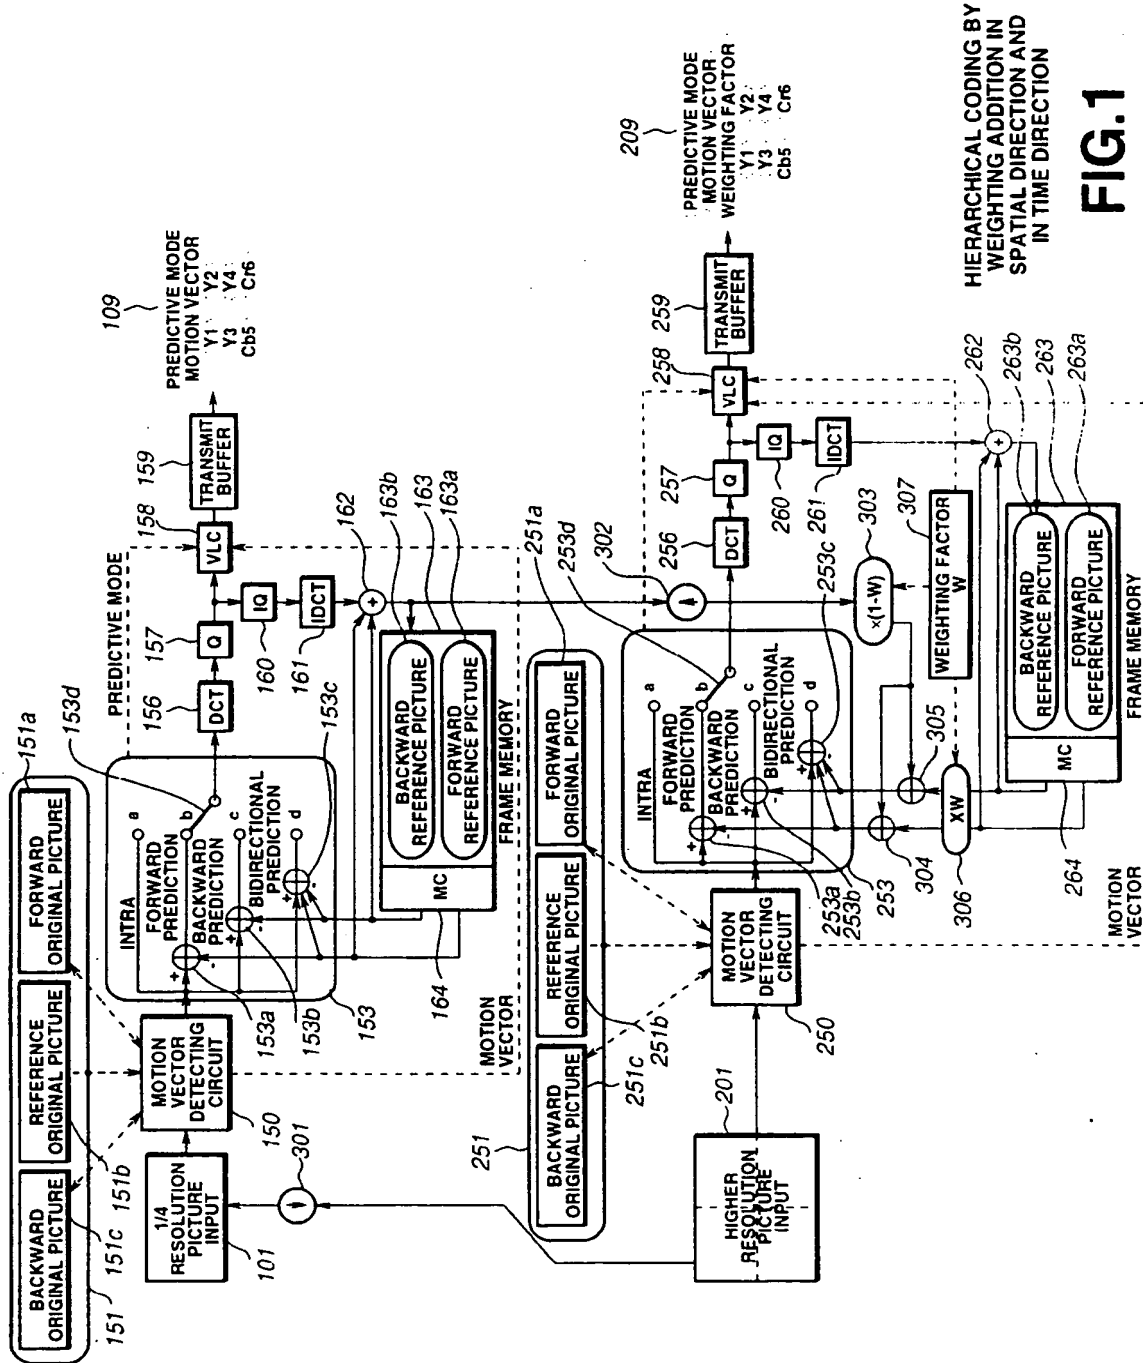 BACKWARD
ORIGINAL PICTURE
REFERENCE
ORIGINAL PICTURE
FORWARD
ORIGINAL PICTURE
151
151c
151b
151a
1/4
RESOLUTION
PICTURE
INPUT
101
301
MOTION
VECTOR
DETECTING
CIRCUIT
150
INTRA
FORWARD
PREDICTION
BACKWARD
PREDICTION
BIDIRECTIONAL
PREDICTION
a
b
c
d
+
-
+
-
+
-
153a
153b
153
153c
153d
PREDICTIVE MODE
DCT
156
Q
157
VLC
158
TRANSMIT
BUFFER
159
109
PREDICTIVE MODE
MOTION VECTOR
Y1 Y2
Y3 Y4
Cb5 Cr6
IQ
160
IDCT
161
+
162
163b
163
163a
BACKWARD
REFERENCE PICTURE
FORWARD
REFERENCE PICTURE
FRAME MEMORY
MC
164
MOTION
VECTOR
251
BACKWARD
ORIGINAL PICTURE
REFERENCE
ORIGINAL PICTURE
FORWARD
ORIGINAL PICTURE
251c
251b
251a
HIGHER
RESOLUTION
PICTURE
INPUT
201
MOTION
VECTOR
DETECTING
CIRCUIT
250
INTRA
FORWARD
PREDICTION
BACKWARD
PREDICTION
BIDIRECTIONAL
PREDICTION
a
b
c
d
+
-
+
-
+
-
253a
253b
253
253c
253d
302
DCT
256
Q
257
VLC
258
TRANSMIT
BUFFER
259
209
PREDICTIVE MODE
MOTION VECTOR
WEIGHTING FACTOR
Y1 Y2
Y3 Y4
Cb5 Cr6
IQ
260
IDCT
261
×(1-W)
303
WEIGHTING FACTOR
W
307
304
305
XW
306
+
262
263b
263
263a
BACKWARD
REFERENCE PICTURE
FORWARD
REFERENCE PICTURE
FRAME MEMORY
MC
264
MOTION
VECTOR
HIERARCHICAL CODING BY
WEIGHTING ADDITION IN
SPATIAL DIRECTION AND
IN TIME DIRECTION
FIG.1